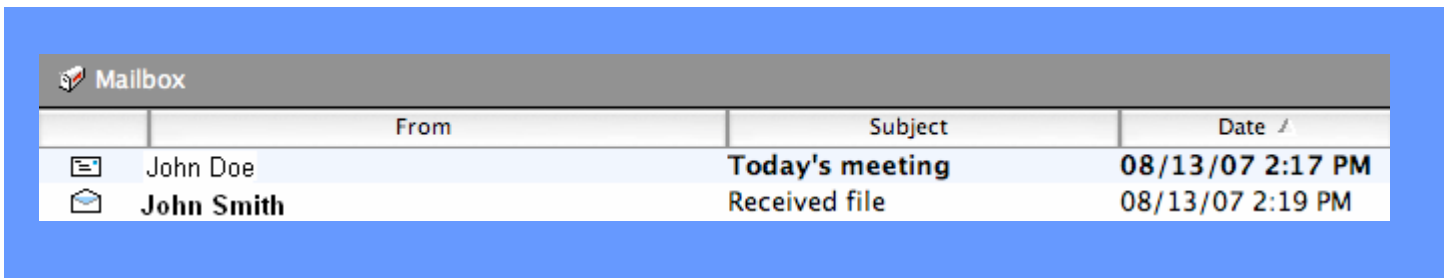 Mailbox
From Subject Date
John Doe Today's meeting 08/13/07 2:17 PM
John Smith Received file 08/13/07 2:19 PM